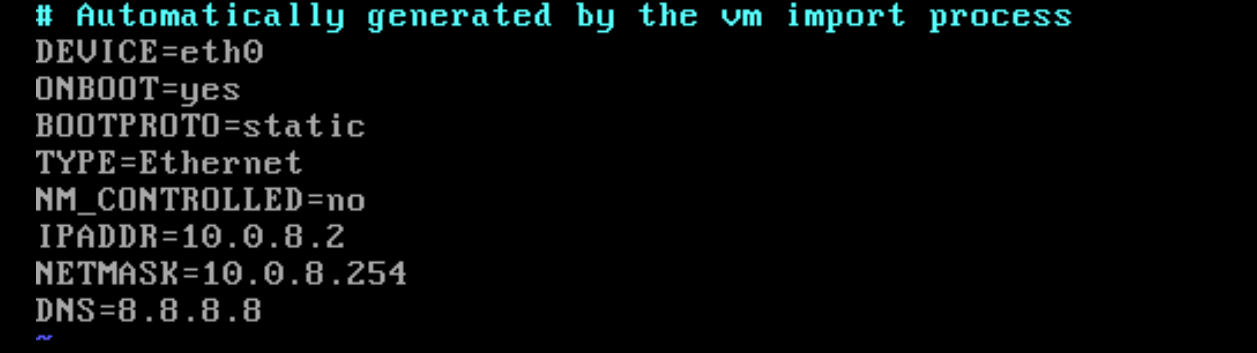 # Automatically generated by the vm import process
DEVICE=eth0
ONBOOT=yes
BOOTPROTO=static
TYPE=Ethernet
NM_CONTROLLED=no
IPADDR=10.0.8.2
NETMASK=10.0.8.254
DNS=8.8.8.8
~